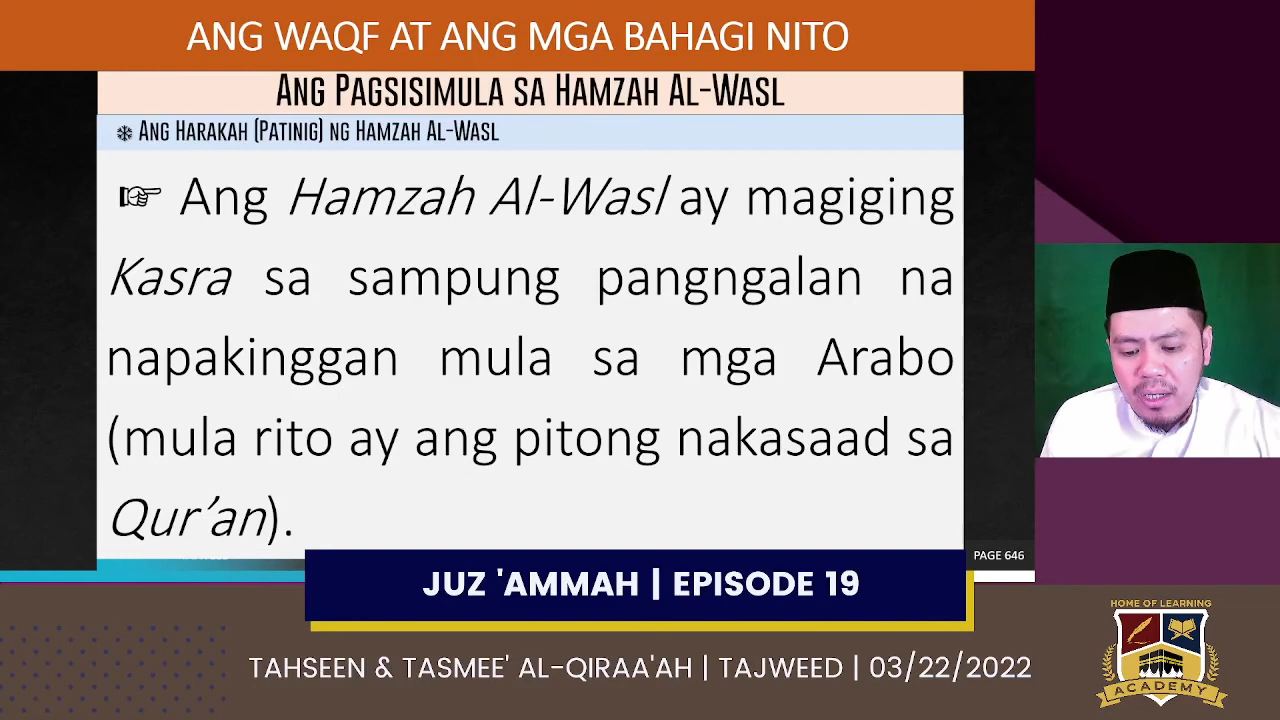 ANG WAQF AT ANG MGA BAHAGI NITO
ANG PAGSISIMULA SA HAMZAH AL-WASL
❄ ANG HARAKAH (PATINIG) NG HAMZAH AL-WASL
☞ Ang Hamzah Al-Wasl ay magiging
Kasra sa sampung pangngalan na
napakinggan mula sa mga Arabo
(mula rito ay ang pitong nakasaad sa
Qur’an).
PAGE 646
JUZ 'AMMAH | EPISODE 19
TAHSEEN & TASMEE' AL-QIRAA'AH | TAJWEED | 03/22/2022
HOME OF LEARNING
ACADEMY